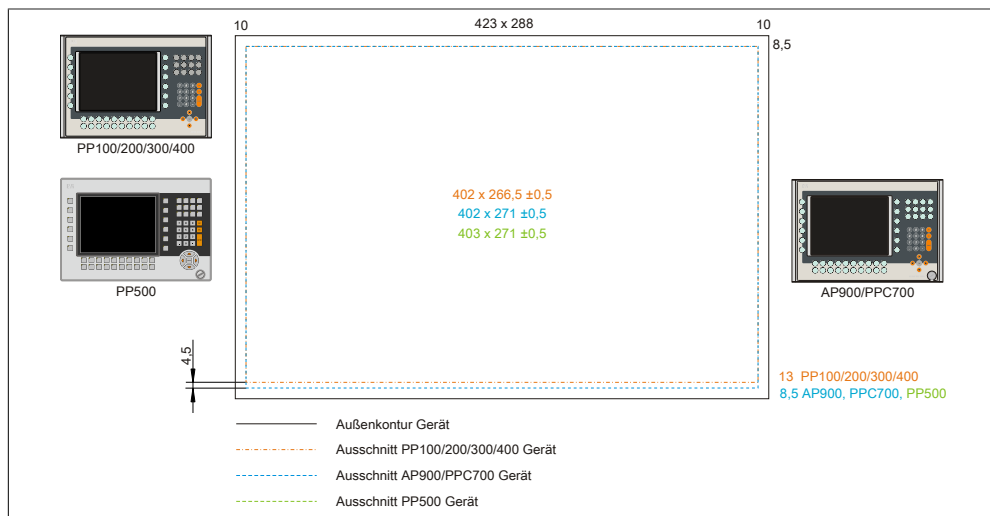 10
423 x 288
10
8,5
PP100/200/300/400
402 x 266,5 ±0,5
402 x 271 ±0,5
403 x 271 ±0,5
PP500
AP900/PPC700
4,5
13 PP100/200/300/400
8,5 AP900, PPC700, PP500
Außenkontur Gerät
Ausschnitt PP100/200/300/400 Gerät
Ausschnitt AP900/PPC700 Gerät
Ausschnitt PP500 Gerät